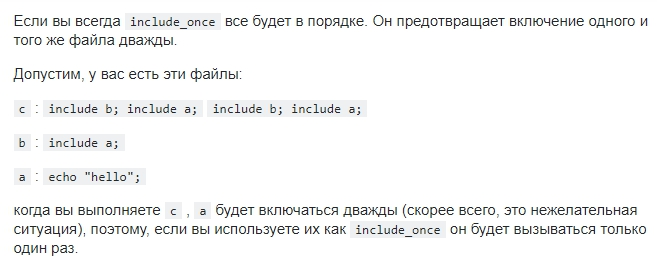 Если вы всегда include_once все будет в порядке. Он предотвращает включение одного и
того же файла дважды.
Допустим, у вас есть эти файлы:
c : include b; include a; include b; include a;
b : include a;
a : echo "hello";
когда вы выполняете c , a будет включаться дважды (скорее всего, это нежелательная
ситуация), поэтому, если вы используете их как include_once он будет вызываться только
один раз.